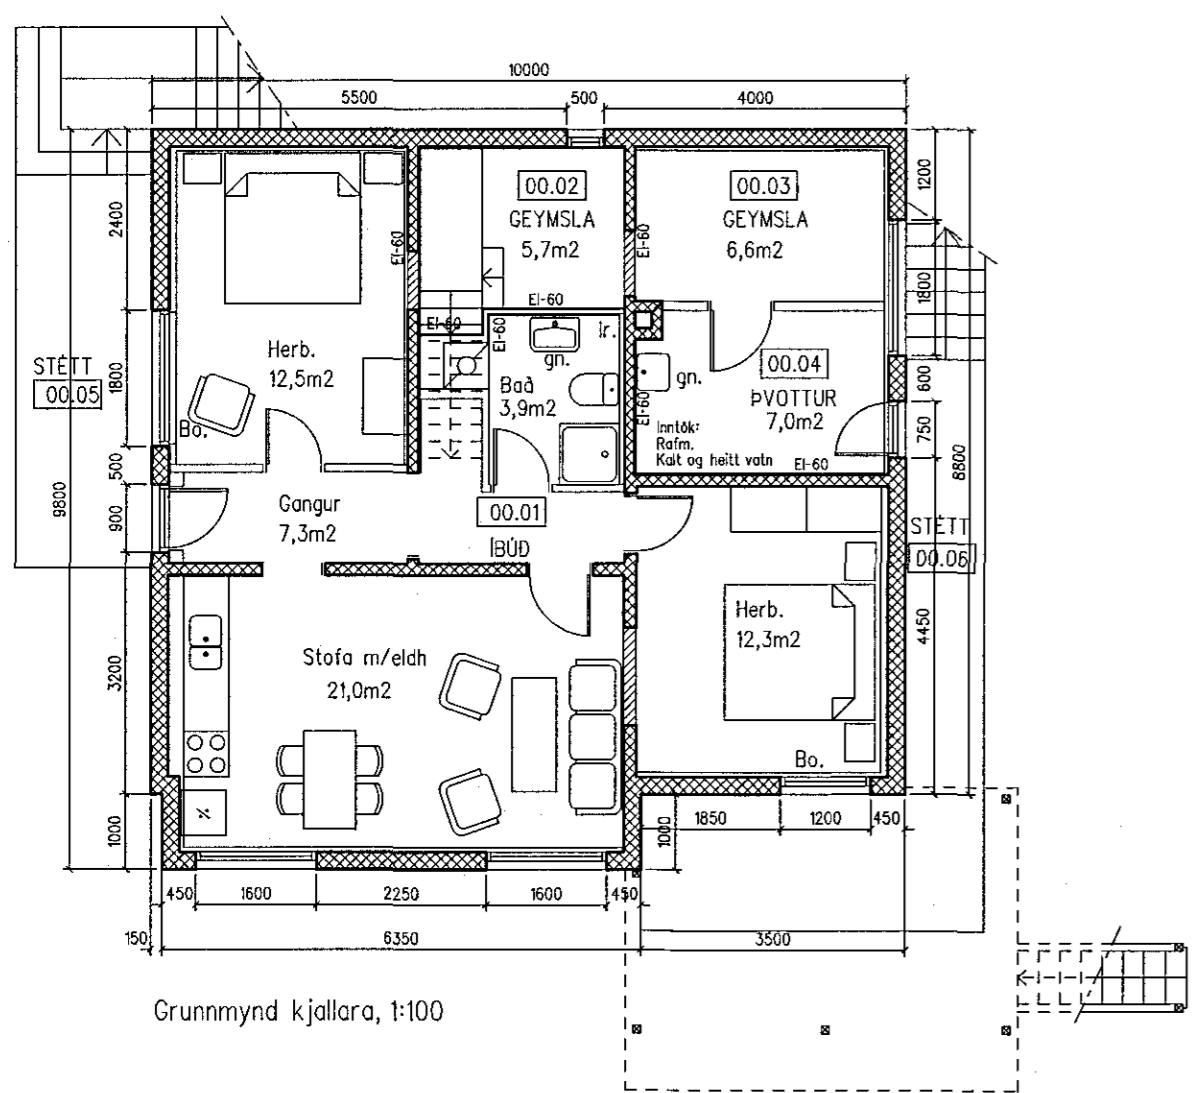 10000
5500
500
4000
00.02
GEYMSLA
5,7m2
00.03
GEYMSLA
6,6m2
1200
2400
EI-60
EI-60
EI-60
EI-60
EI-60
1800
Herb.
12,5m2
gn.
Ir.
Bað
3,9m2
gn.
00.04
ÞVOTTUR
7,0m2
600
STÉTT
00.05
1800
Bo.
EI-60
Inntök:
Rafm.
Kalt og heitt vatn
EI-60
750
8800
500
9800
900
Gangur
7,3m2
00.01
ÍBÚÐ
STÉTT
00.06
Herb.
12,3m2
4450
3200
Stofa m/eldh
21,0m2
Bo.
1000
1000
1850
1200
450
450
1600
2250
1600
450
150
6350
3500
Grunnmynd kjallara, 1:100